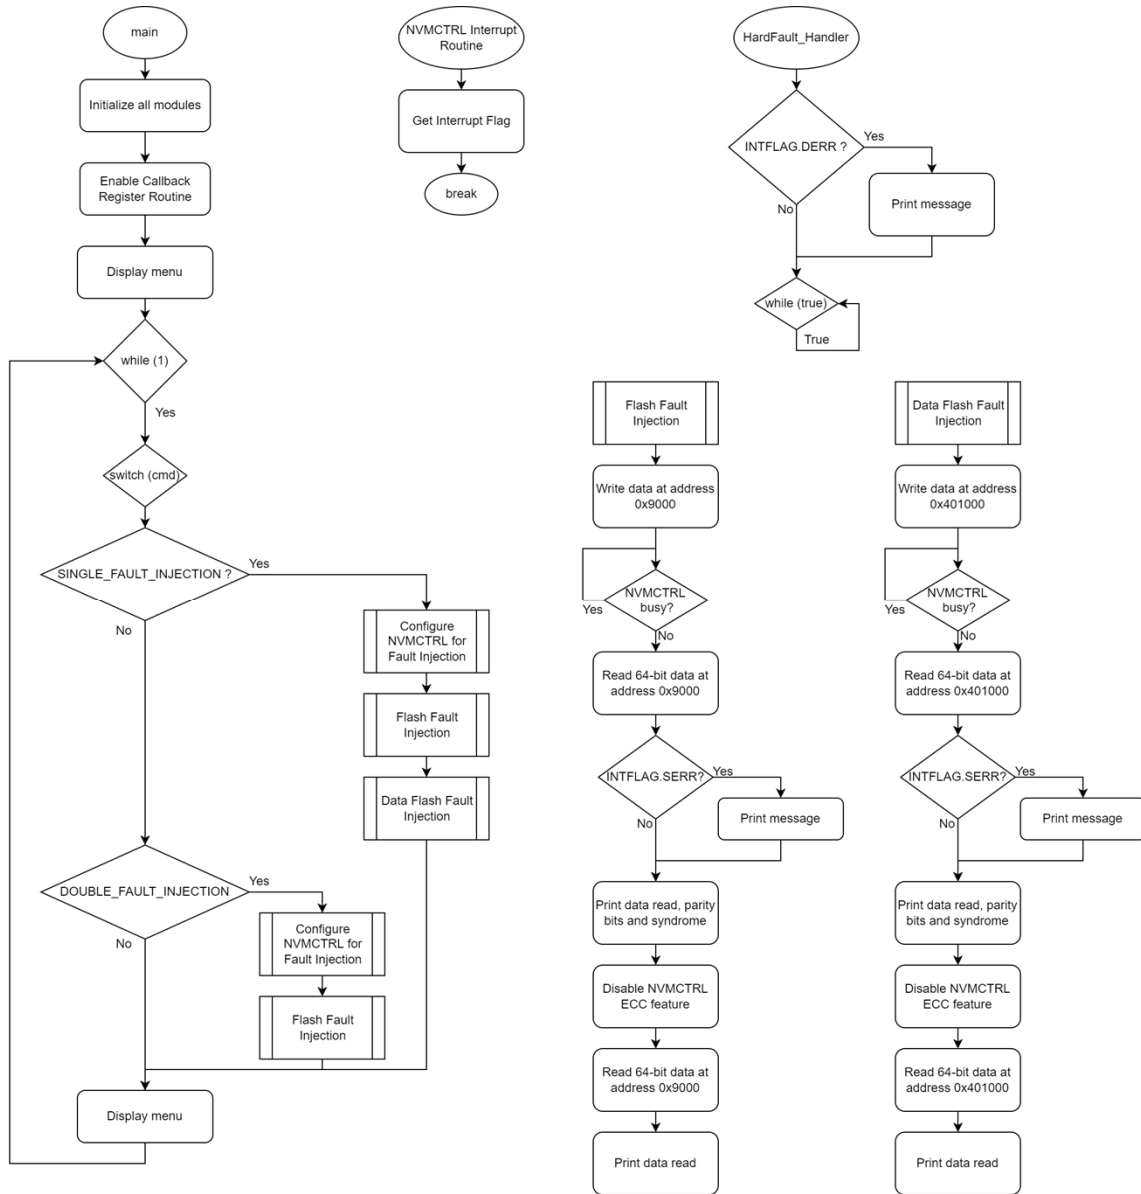 main
Initialize all modules
Enable Callback
Register Routine
Display menu
while (1)
Yes
switch (cmd)
SINGLE_FAULT_INJECTION ?
Yes
No
Configure
NVMCTRL for
Fault Injection
Flash Fault
Injection
Data Flash Fault
Injection
DOUBLE_FAULT_INJECTION
Yes
No
Configure
NVMCTRL for
Fault Injection
Flash Fault
Injection
Display menu
NVMCTRL Interrupt
Routine
Get Interrupt Flag
break
HardFault_Handler
INTFLAG.DERR ?
Yes
No
Print message
while (true)
True
Flash Fault
Injection
Write data at address
0x9000
NVMCTRL
busy?
Yes
No
Read 64-bit data at
address 0x9000
INTFLAG.SERR?
Yes
No
Print message
Print data read, parity
bits and syndrome
Disable NVMCTRL
ECC feature
Read 64-bit data at
address 0x9000
Print data read
Data Flash Fault
Injection
Write data at address
0x401000
NVMCTRL
busy?
Yes
No
Read 64-bit data at
address 0x401000
INTFLAG.SERR?
Yes
No
Print message
Print data read, parity
bits and syndrome
Disable NVMCTRL
ECC feature
Read 64-bit data at
address 0x401000
Print data read